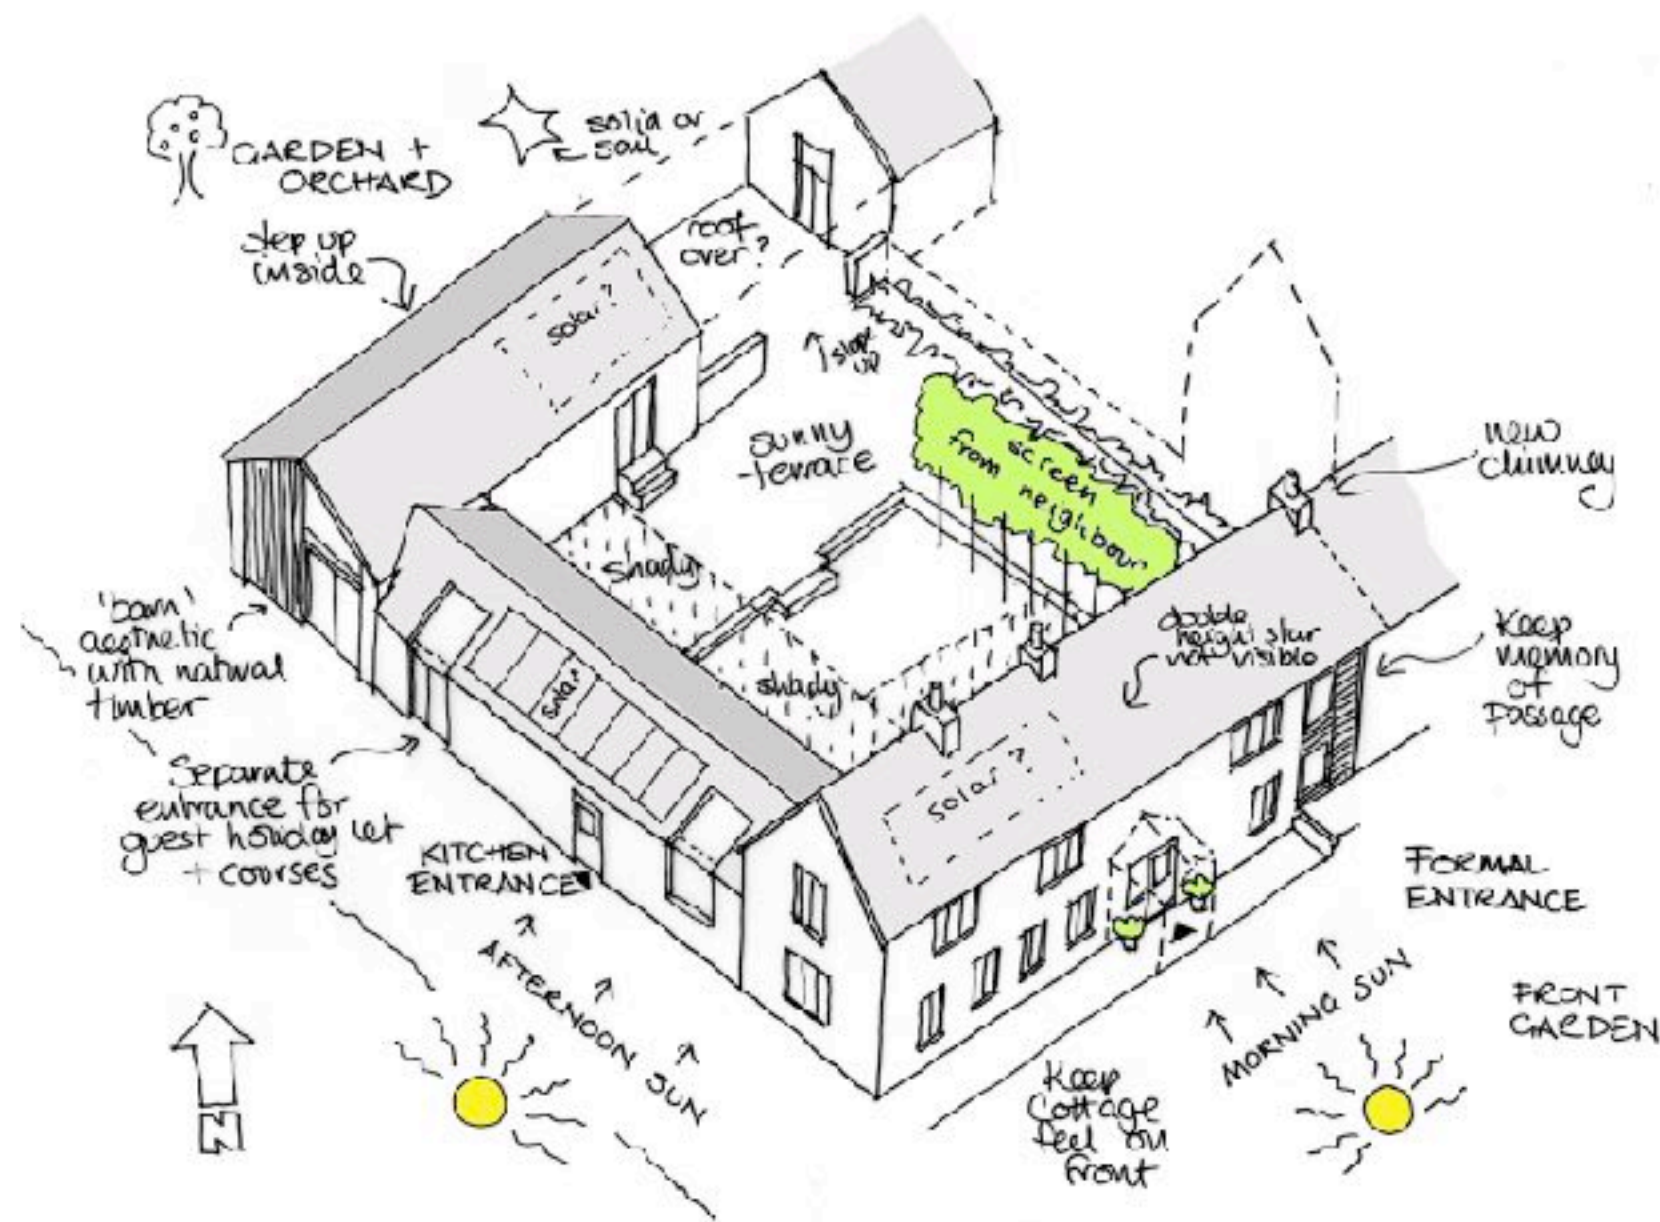 GARDEN +
ORCHARD
solid or
sail
step up
inside
roof
over?
solar?
slope
up
sunny
terrace
screen
from neighbour
new
chimney
shady
'barn'
aesthetic
with natural
timber
double
height stair
not visible
Keep
memory
of
Passage
solar
shady
Separate
entrance for
guest holiday let
+ courses
solar?
KITCHEN
ENTRANCE
FORMAL
ENTRANCE
AFTERNOON SUN
MORNING SUN
FRONT
GARDEN
Keep
Cottage
feel on
front
N